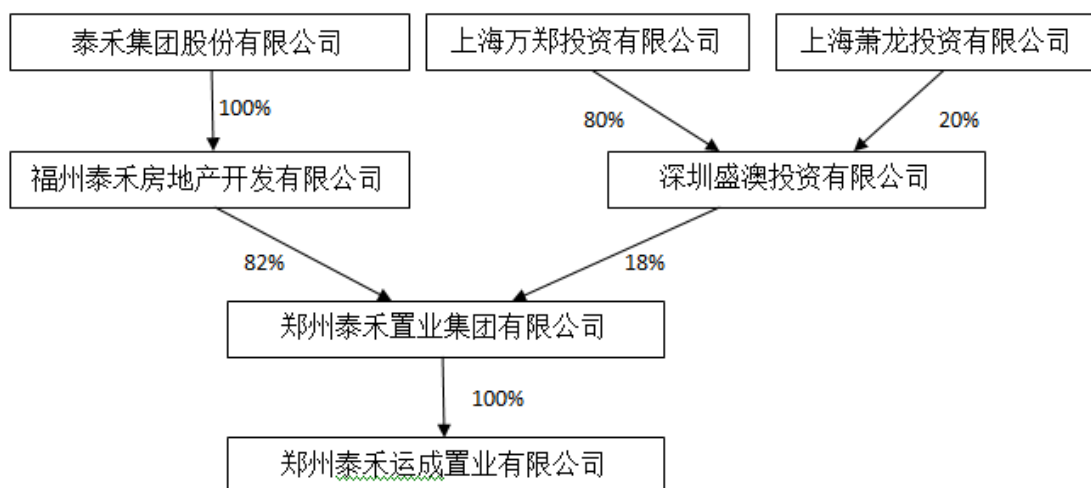 泰禾集团股份有限公司
上海万郑投资有限公司
上海萧龙投资有限公司
100%
80%
20%
福州泰禾房地产开发有限公司
深圳盛澳投资有限公司
82%
18%
郑州泰禾置业集团有限公司
100%
郑州泰禾运成置业有限公司